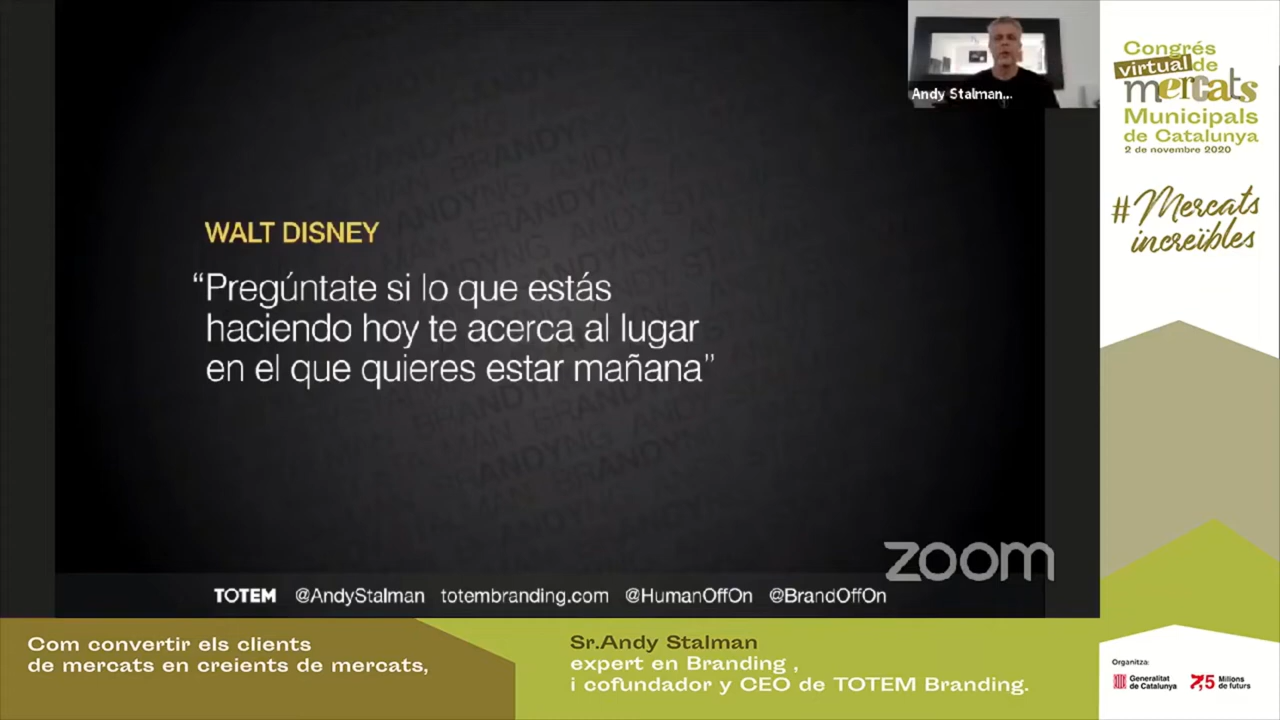 WALT DISNEY
“Pregúntate si lo que estás
haciendo hoy te acerca al lugar
en el que quieres estar mañana”
Andy Stalman...
zoom
TOTEM @AndyStalman totembranding.com @HumanOffOn @BrandOffOn
Com convertir els clients
de mercats en creients de mercats,
Sr.Andy Stalman
expert en Branding ,
i cofundador y CEO de TOTEM Branding.
Congrés
virtual de
mercats
Municipals
de Catalunya
2 de novembre 2020
#Mercats
increïbles
Organitza:
Generalitat
de Catalunya
7,5 Milions
de futurs